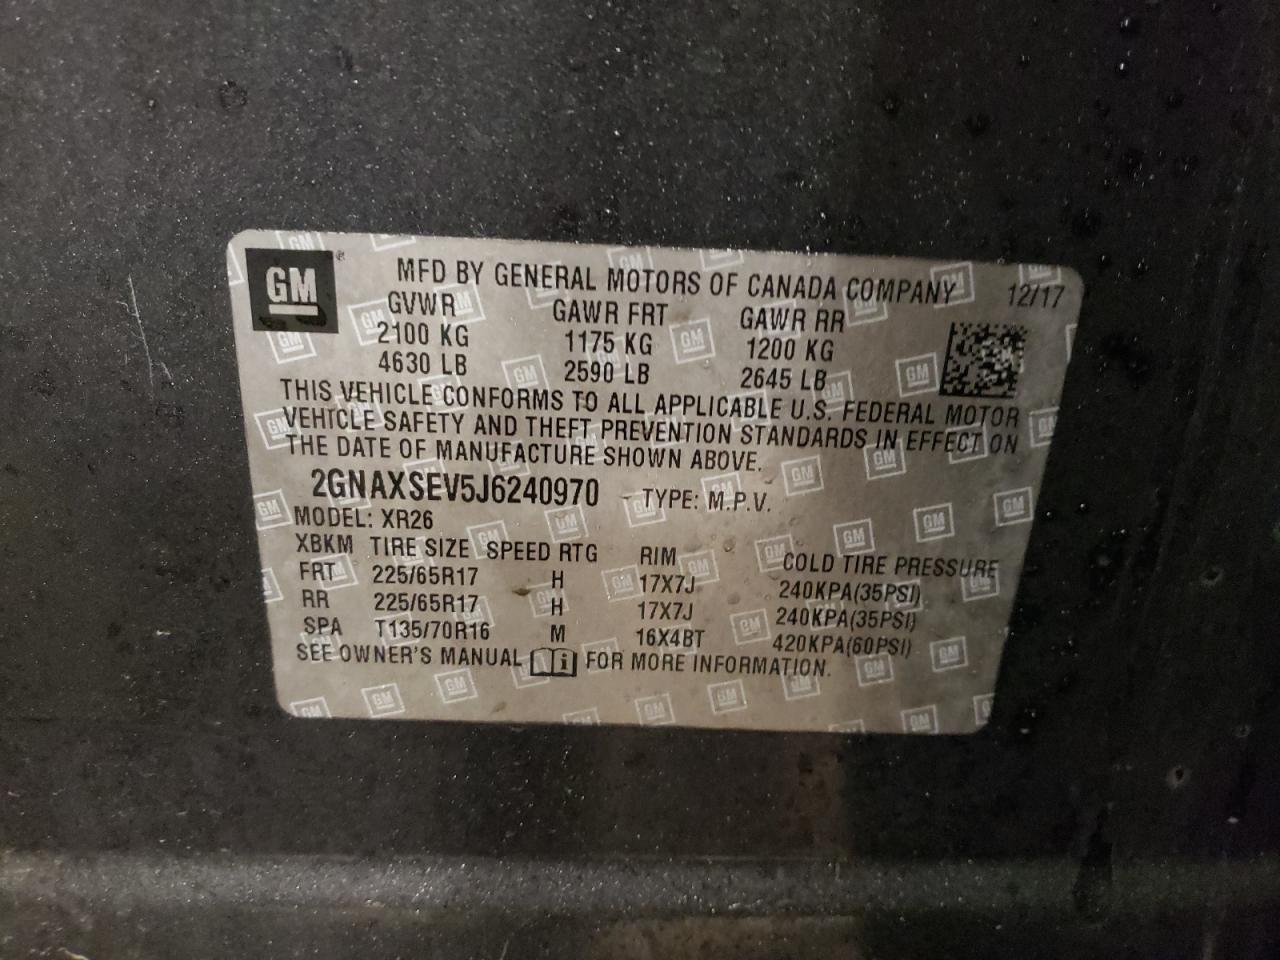 GM ® MFD BY GENERAL MOTORS OF CANADA COMPANY 12/17
GVWR GAWR FRT GAWR RR
2100 KG 1175 KG 1200 KG
4630 LB 2590 LB 2645 LB
THIS VEHICLE CONFORMS TO ALL APPLICABLE U.S. FEDERAL MOTOR
VEHICLE SAFETY AND THEFT PREVENTION STANDARDS IN EFFECT ON
THE DATE OF MANUFACTURE SHOWN ABOVE.
2GNAXSEV5J6240970 TYPE: M.P.V.
MODEL: XR26
XBKM TIRE SIZE SPEED RTG RIM COLD TIRE PRESSURE
FRT 225/65R17 H 17X7J 240KPA(35PSI)
RR 225/65R17 H 17X7J 240KPA(35PSI)
SPA T135/70R16 M 16X4BT 420KPA(60PSI)
SEE OWNER'S MANUAL i FOR MORE INFORMATION.